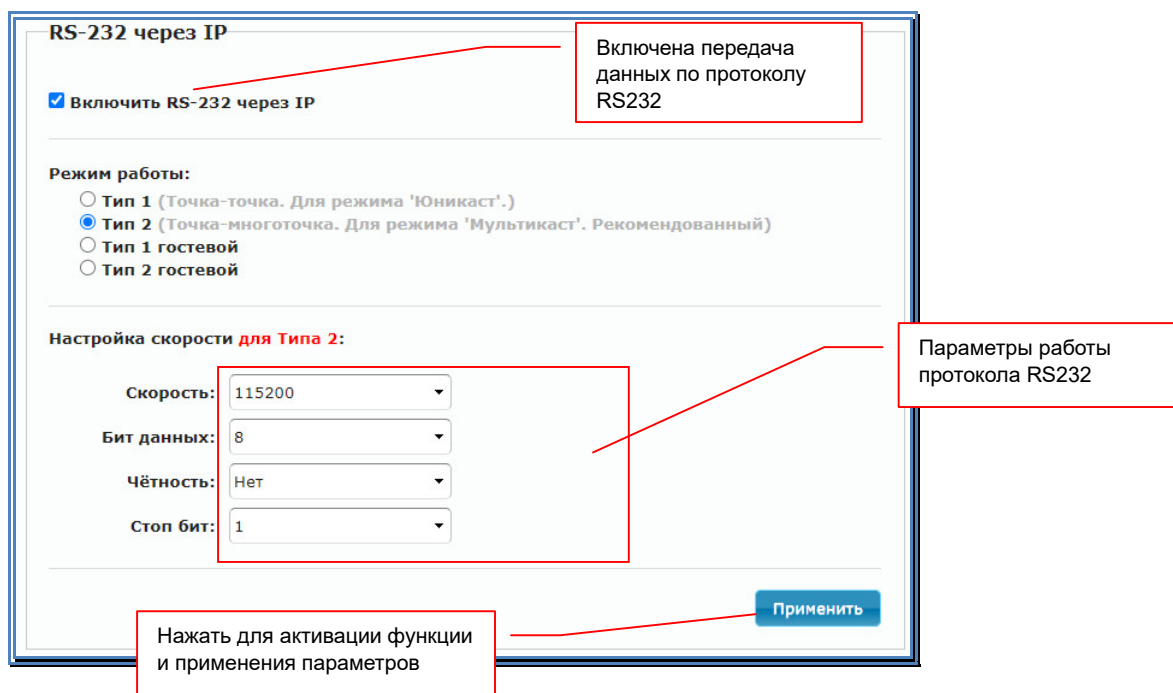 RS-232 через IP
Включена передача
данных по протоколу
RS232
Включить RS-232 через IP
Режим работы:
Тип 1 (Точка-точка. Для режима 'Юникаст'.)
Тип 2 (Точка-многоточка. Для режима 'Мультикаст'. Рекомендованный)
Тип 1 гостевой
Тип 2 гостевой
Настройка скорости для Типа 2:
Параметры работы
протокола RS232
Скорость: 115200
Бит данных: 8
Чётность: Нет
Стоп бит: 1
Применить
Нажать для активации функции
и применения параметров